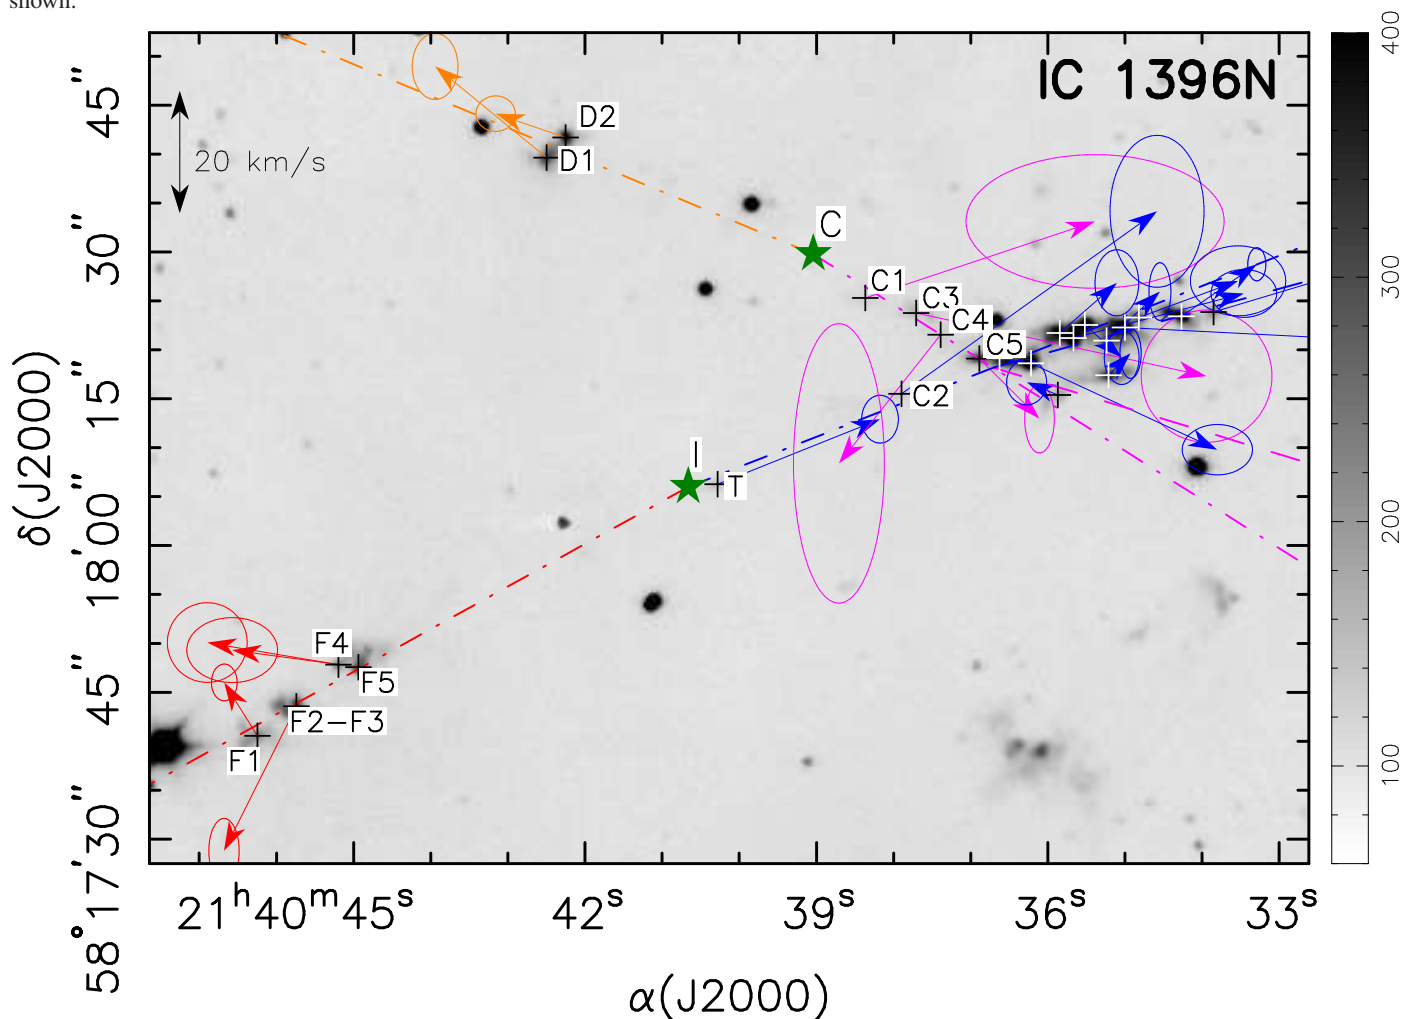 shown.
IC 1396N
400
300
200
100
45"
30"
15"
18'00"
45"
58°17'30"
δ(J2000)
20 km/s
D2
D1
C
C1
C3
C4
C5
C2
I
T
F4
F5
F2-F3
F1
21ʰ40ᵐ45ˢ
42ˢ
39ˢ
36ˢ
33ˢ
α(J2000)